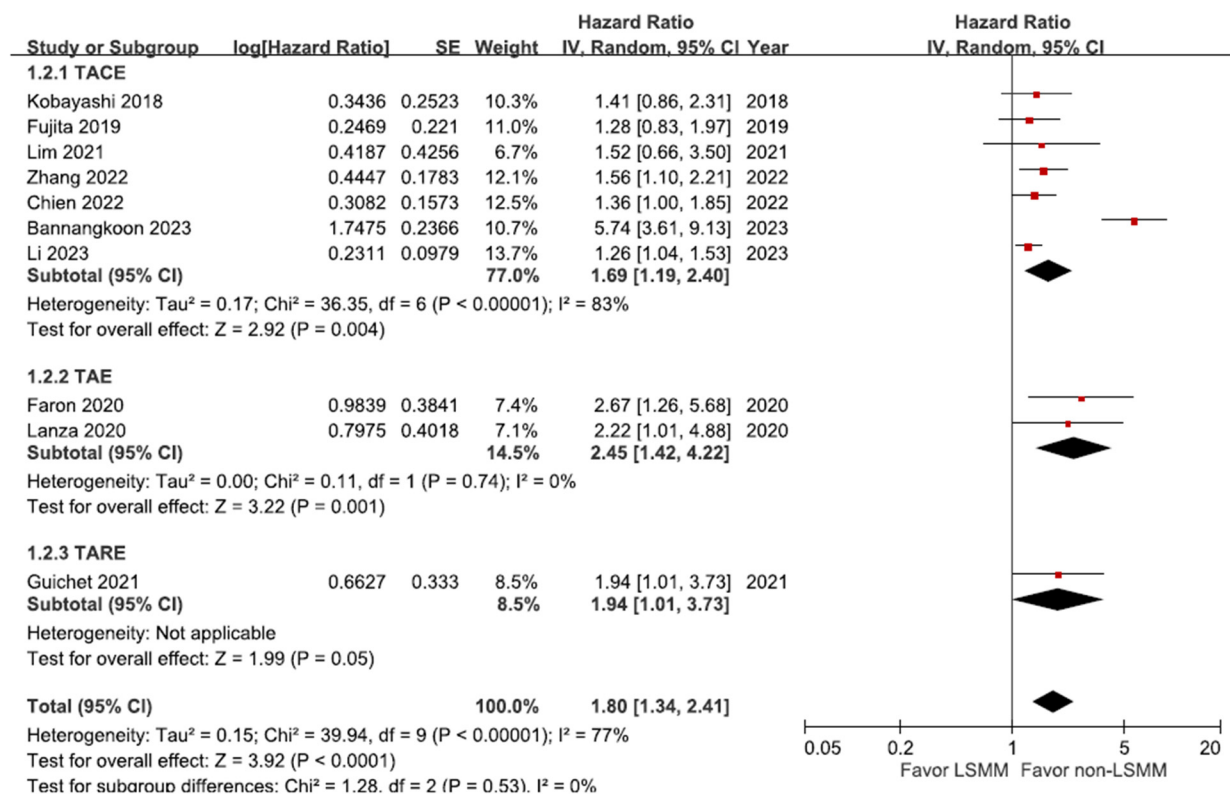 Hazard Ratio Hazard Ratio
Study or Subgroup log[Hazard Ratio] SE Weight IV, Random, 95% CI Year IV, Random, 95% CI
1.2.1 TACE
Kobayashi 2018 0.3436 0.2523 10.3% 1.41 [0.86, 2.31] 2018
Fujita 2019 0.2469 0.221 11.0% 1.28 [0.83, 1.97] 2019
Lim 2021 0.4187 0.4256 6.7% 1.52 [0.66, 3.50] 2021
Zhang 2022 0.4447 0.1783 12.1% 1.56 [1.10, 2.21] 2022
Chien 2022 0.3082 0.1573 12.5% 1.36 [1.00, 1.85] 2022
Bannangkoon 2023 1.7475 0.2366 10.7% 5.74 [3.61, 9.13] 2023
Li 2023 0.2311 0.0979 13.7% 1.26 [1.04, 1.53] 2023
Subtotal (95% CI) 77.0% 1.69 [1.19, 2.40]
Heterogeneity: Tau² = 0.17; Chi² = 36.35, df = 6 (P < 0.00001); I² = 83%
Test for overall effect: Z = 2.92 (P = 0.004)
1.2.2 TAE
Faron 2020 0.9839 0.3841 7.4% 2.67 [1.26, 5.68] 2020
Lanza 2020 0.7975 0.4018 7.1% 2.22 [1.01, 4.88] 2020
Subtotal (95% CI) 14.5% 2.45 [1.42, 4.22]
Heterogeneity: Tau² = 0.00; Chi² = 0.11, df = 1 (P = 0.74); I² = 0%
Test for overall effect: Z = 3.22 (P = 0.001)
1.2.3 TARE
Guichet 2021 0.6627 0.333 8.5% 1.94 [1.01, 3.73] 2021
Subtotal (95% CI) 8.5% 1.94 [1.01, 3.73]
Heterogeneity: Not applicable
Test for overall effect: Z = 1.99 (P = 0.05)
Total (95% CI) 100.0% 1.80 [1.34, 2.41]
Heterogeneity: Tau² = 0.15; Chi² = 39.94, df = 9 (P < 0.00001); I² = 77%
Test for overall effect: Z = 3.92 (P < 0.0001)
Test for subgroup differences: Chi² = 1.28, df = 2 (P = 0.53), I² = 0%
0.05 0.2 1 5 20
Favor LSMM Favor non-LSMM